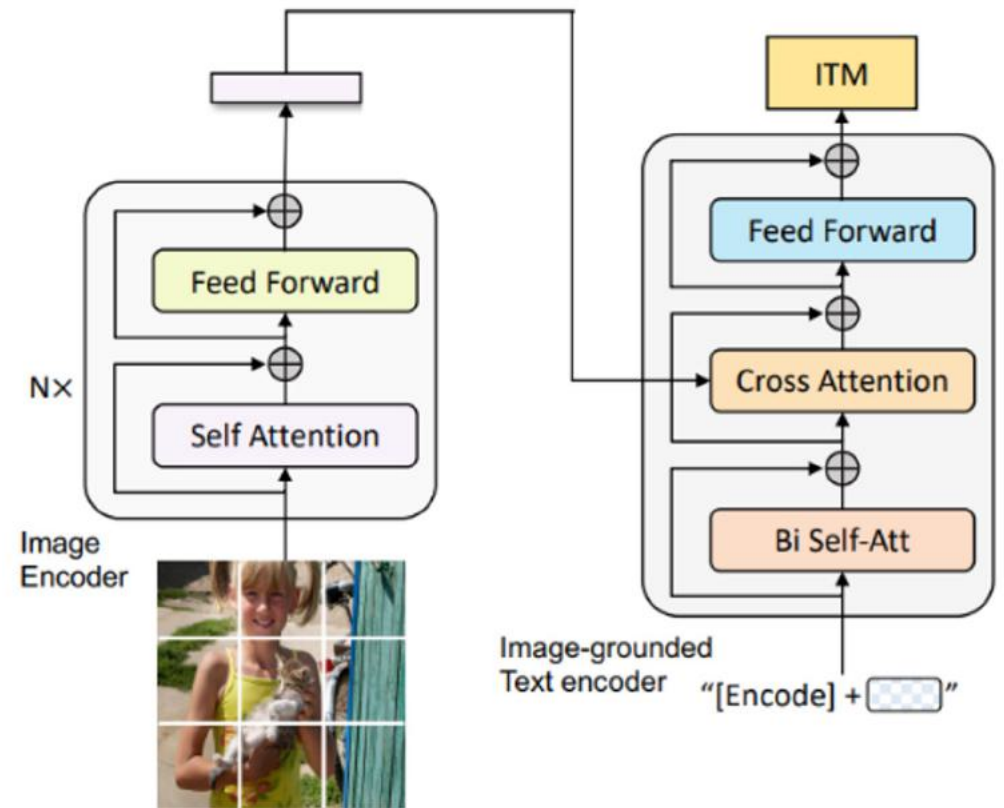 ITM
Feed Forward
Feed Forward
Cross Attention
N×
Self Attention
Bi Self-Att
Image
Encoder
Image-grounded
Text encoder
“[Encode] + ”